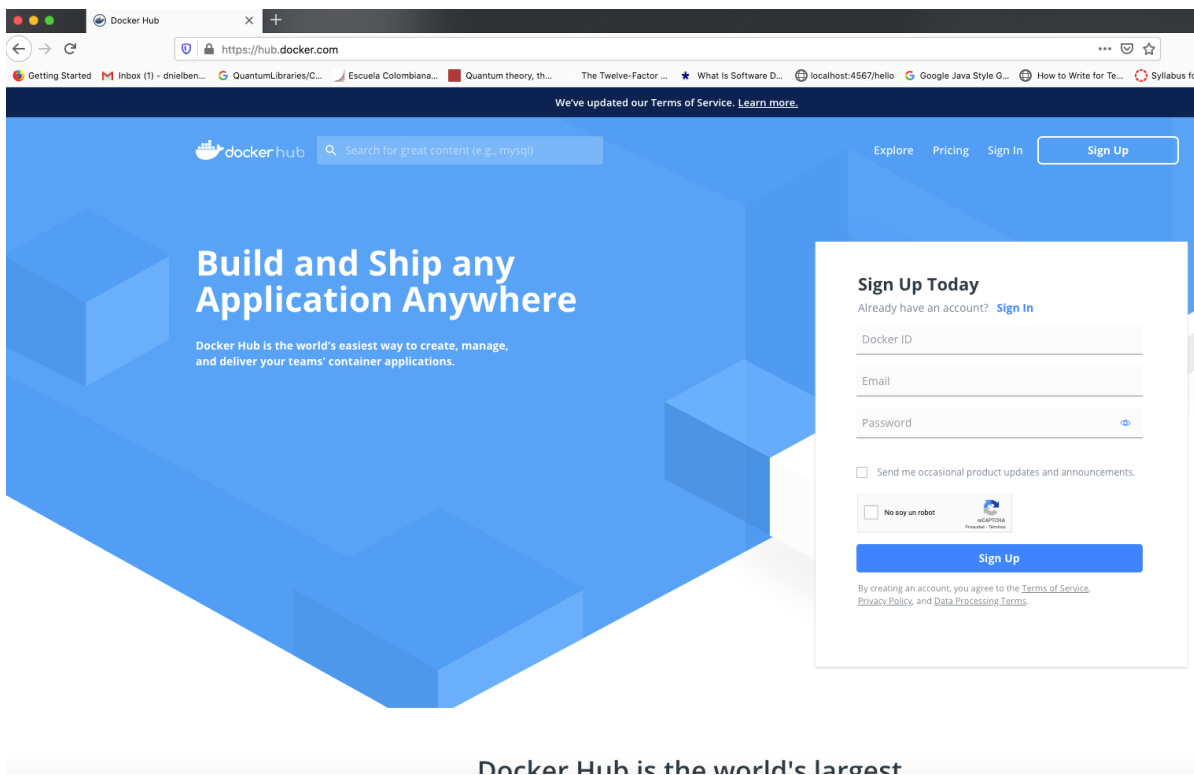 Docker Hub
https://hub.docker.com
Getting Started Inbox (1) - dnielben... QuantumLibraries/C... Escuela Colombiana... Quantum theory, th... The Twelve-Factor ... What Is Software D... localhost:4567/hello Google Java Style G... How to Write for Te... Syllabus fo
We've updated our Terms of Service. Learn more.
dockerhub Search for great content (e.g., mysql) Explore Pricing Sign In Sign Up
Build and Ship any
Application Anywhere
Docker Hub is the world's easiest way to create, manage,
and deliver your teams' container applications.
Sign Up Today
Already have an account? Sign In
Docker ID
Email
Password
Send me occasional product updates and announcements.
No soy un robot
reCAPTCHA
Privacidad - Términos
Sign Up
By creating an account, you agree to the Terms of Service,
Privacy Policy, and Data Processing Terms.
Docker Hub is the world's largest